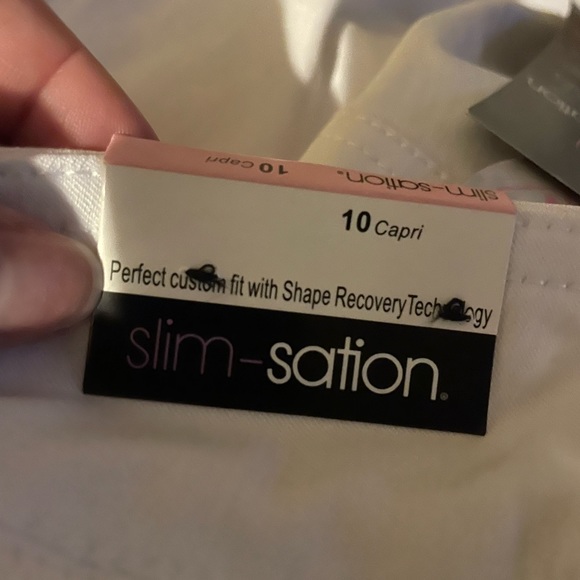 slim-sation®
10 Capri
10 Capri
Perfect custom fit with Shape Recovery Technology
slim-sation®